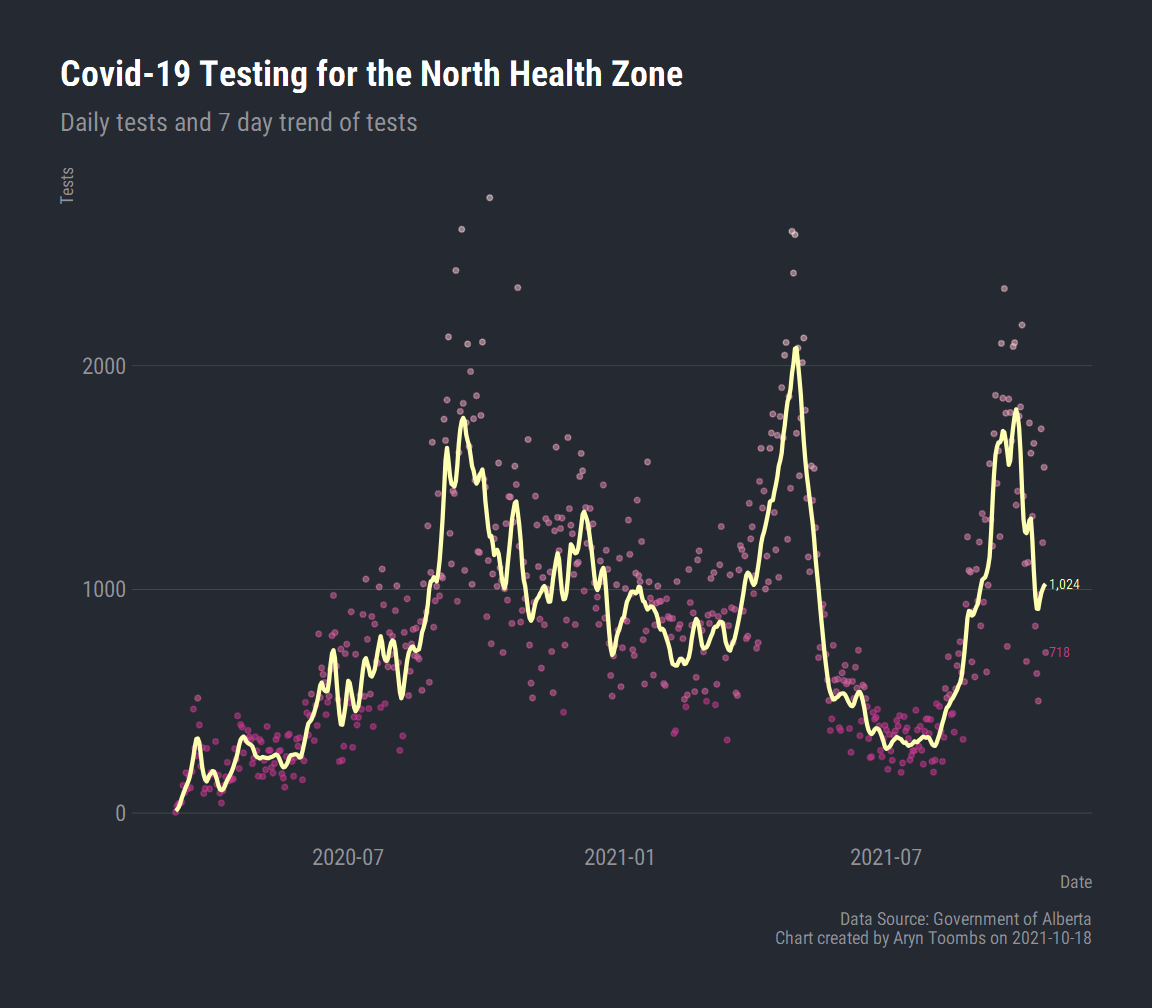 Covid-19 Testing for the North Health Zone
Daily tests and 7 day trend of tests
Tests
2000
1000
0
1,024
718
2020-07
2021-01
2021-07
Date
Data Source: Government of Alberta
Chart created by Aryn Toombs on 2021-10-18